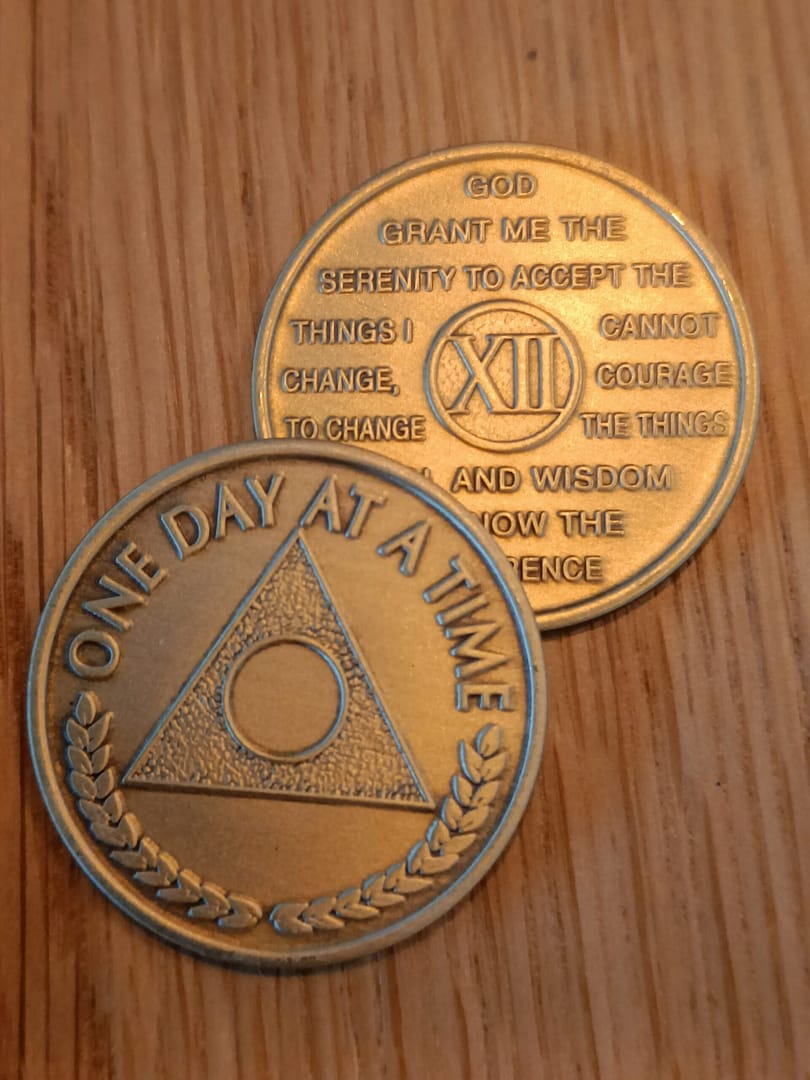 GOD
GRANT ME THE
SERENITY TO ACCEPT THE
THINGS I CANNOT
CHANGE, XII COURAGE
TO CHANGE THE THINGS
AND WISDOM
THE
ONE DAY AT A TIME